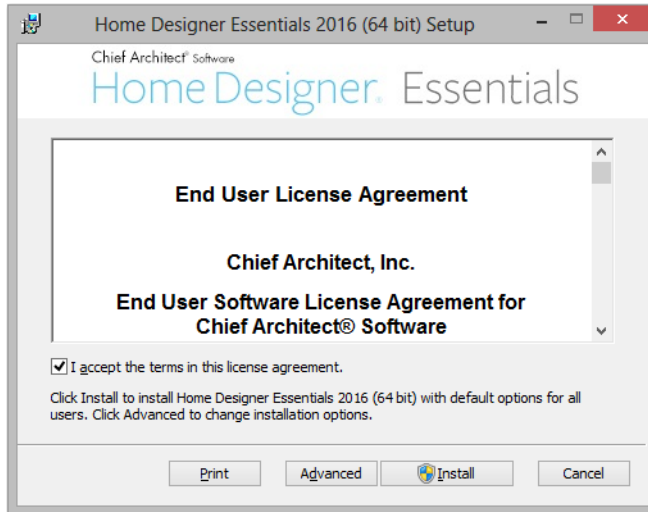 Home Designer Essentials 2016 (64 bit) Setup
Chief Architect® Software
Home Designer® Essentials
End User License Agreement
Chief Architect, Inc.
End User Software License Agreement for
Chief Architect® Software
I accept the terms in this license agreement.
Click Install to install Home Designer Essentials 2016 (64 bit) with default options for all
users. Click Advanced to change installation options.
Print Advanced Install Cancel